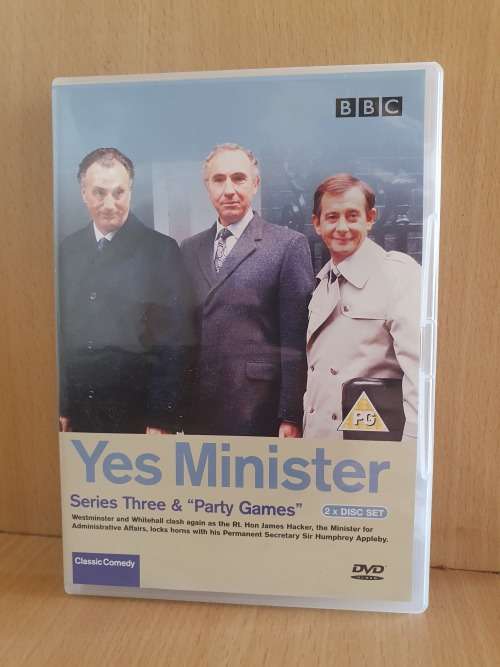 BBC
PG
Yes Minister
Series Three & "Party Games" 2 x DISC SET
Westminster and Whitehall clash again as the Rt. Hon James Hacker, the Minister for
Administrative Affairs, locks horns with his Permanent Secretary Sir Humphrey Appleby.
Classic Comedy
DVD